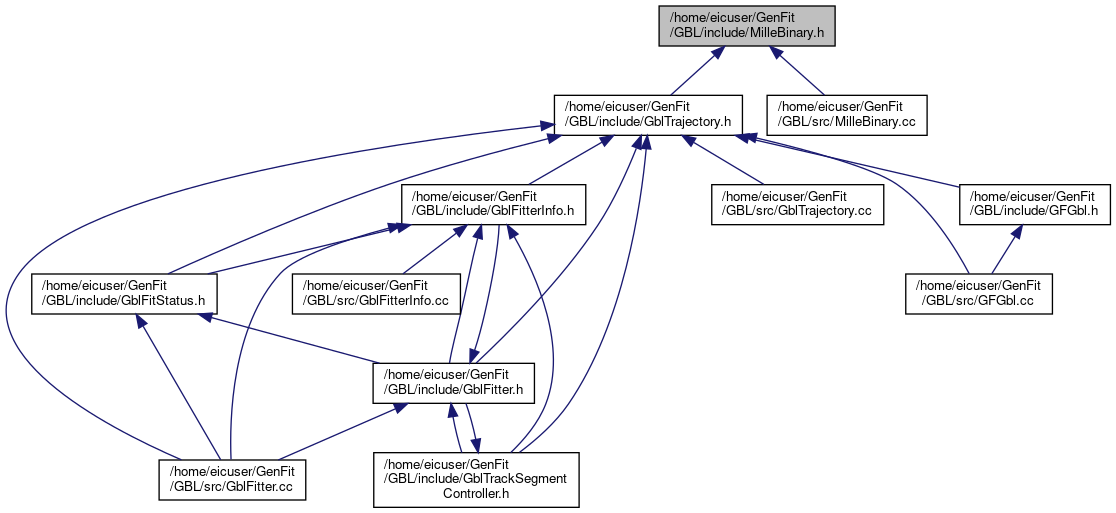 /home/eicuser/GenFit
/GBL/include/MilleBinary.h
/home/eicuser/GenFit
/GBL/include/GblTrajectory.h
/home/eicuser/GenFit
/GBL/src/MilleBinary.cc
/home/eicuser/GenFit
/GBL/include/GblFitterInfo.h
/home/eicuser/GenFit
/GBL/src/GblTrajectory.cc
/home/eicuser/GenFit
/GBL/include/GFGbl.h
/home/eicuser/GenFit
/GBL/include/GblFitStatus.h
/home/eicuser/GenFit
/GBL/src/GblFitterInfo.cc
/home/eicuser/GenFit
/GBL/src/GFGbl.cc
/home/eicuser/GenFit
/GBL/include/GblFitter.h
/home/eicuser/GenFit
/GBL/src/GblFitter.cc
/home/eicuser/GenFit
/GBL/include/GblTrackSegment
Controller.h